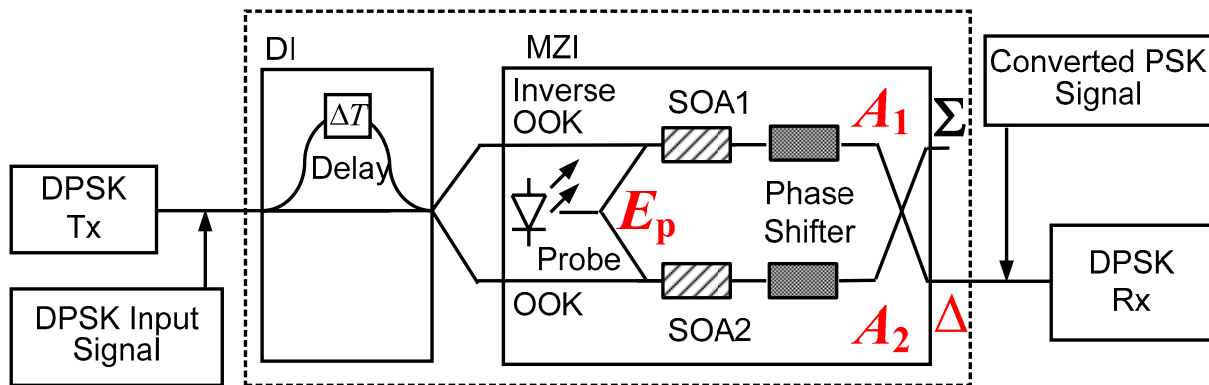 DI
MZI
ΔT
Delay
Inverse
OOK
SOA1
A1
Σ
Converted PSK
Signal
DPSK
Tx
Ep
Phase
Shifter
Probe
OOK
SOA2
A2
Δ
DPSK
Rx
DPSK Input
Signal